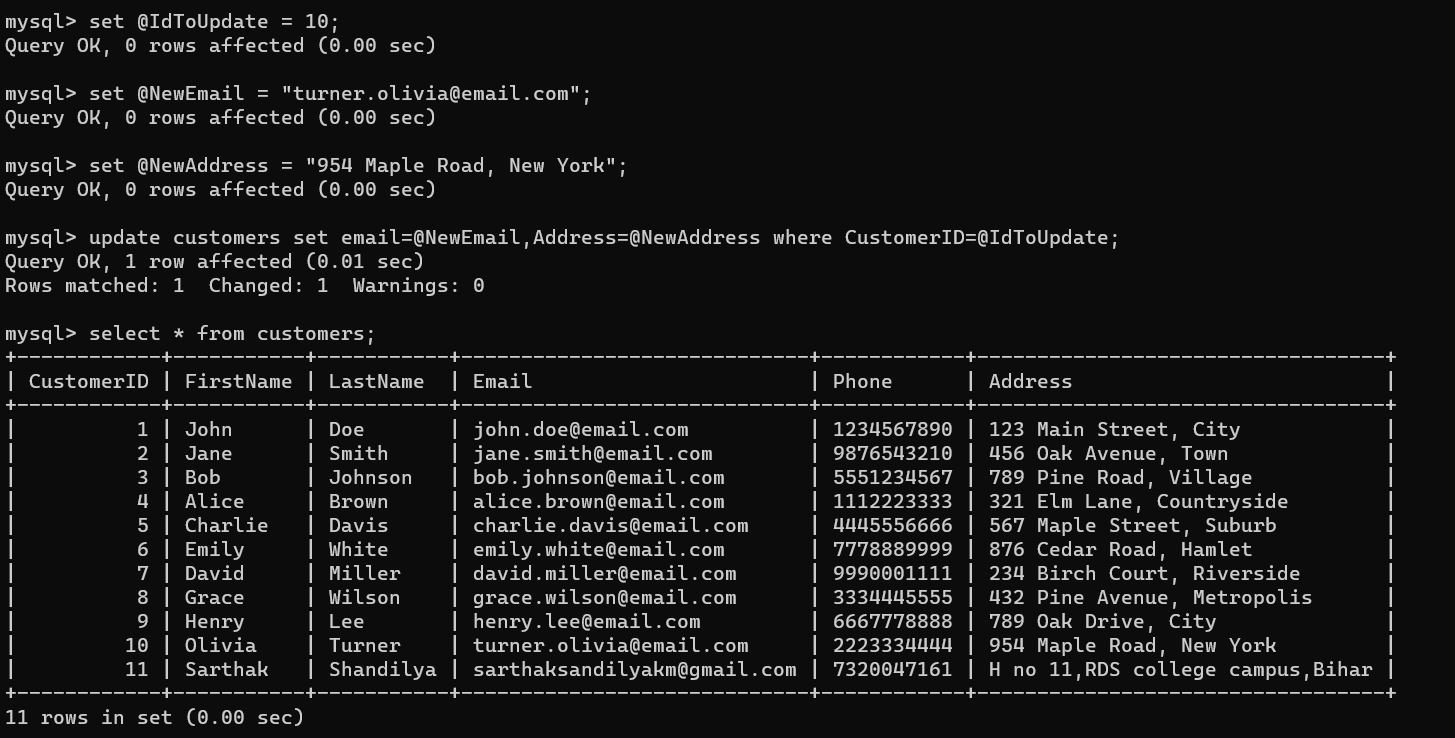 mysql> set @IdToUpdate = 10;
Query OK, 0 rows affected (0.00 sec)

mysql> set @NewEmail = "turner.olivia@email.com";
Query OK, 0 rows affected (0.00 sec)

mysql> set @NewAddress = "954 Maple Road, New York";
Query OK, 0 rows affected (0.00 sec)

mysql> update customers set email=@NewEmail,Address=@NewAddress where CustomerID=@IdToUpdate;
Query OK, 1 row affected (0.01 sec)
Rows matched: 1  Changed: 1  Warnings: 0

mysql> select * from customers;
+------------+-----------+-----------+-----------------------------+------------+----------------------------------+
| CustomerID | FirstName | LastName  | Email                       | Phone      | Address                          |
+------------+-----------+-----------+-----------------------------+------------+----------------------------------+
|          1 | John      | Doe       | john.doe@email.com          | 1234567890 | 123 Main Street, City            |
|          2 | Jane      | Smith     | jane.smith@email.com        | 9876543210 | 456 Oak Avenue, Town             |
|          3 | Bob       | Johnson   | bob.johnson@email.com       | 5551234567 | 789 Pine Road, Village           |
|          4 | Alice     | Brown     | alice.brown@email.com       | 1112223333 | 321 Elm Lane, Countryside        |
|          5 | Charlie   | Davis     | charlie.davis@email.com     | 4445556666 | 567 Maple Street, Suburb         |
|          6 | Emily     | White     | emily.white@email.com       | 7778889999 | 876 Cedar Road, Hamlet           |
|          7 | David     | Miller    | david.miller@email.com      | 9990001111 | 234 Birch Court, Riverside       |
|          8 | Grace     | Wilson    | grace.wilson@email.com      | 3334445555 | 432 Pine Avenue, Metropolis      |
|          9 | Henry     | Lee       | henry.lee@email.com         | 6667778888 | 789 Oak Drive, City              |
|         10 | Olivia    | Turner    | turner.olivia@email.com     | 2223334444 | 954 Maple Road, New York         |
|         11 | Sarthak   | Shandilya | sarthaksandilyakm@gmail.com | 7320047161 | H no 11,RDS college campus,Bihar |
+------------+-----------+-----------+-----------------------------+------------+----------------------------------+
11 rows in set (0.00 sec)